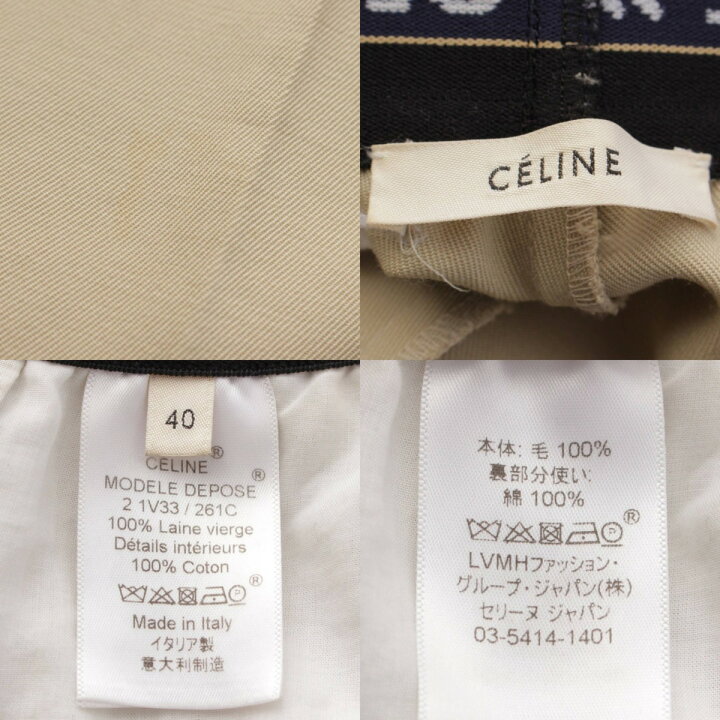 CÉLINE
40
CELINE®
MODELE DEPOSE®
2 1V33 / 261C
100% Laine vierge
Détails intérieurs
100% Coton
®
Made in Italy
イタリア製
意大利制造
本体: 毛 100%
裏部分使い:
綿 100%
®
LVMHファッション・
グループ・ジャパン(株)
セリーヌ ジャパン
03-5414-1401